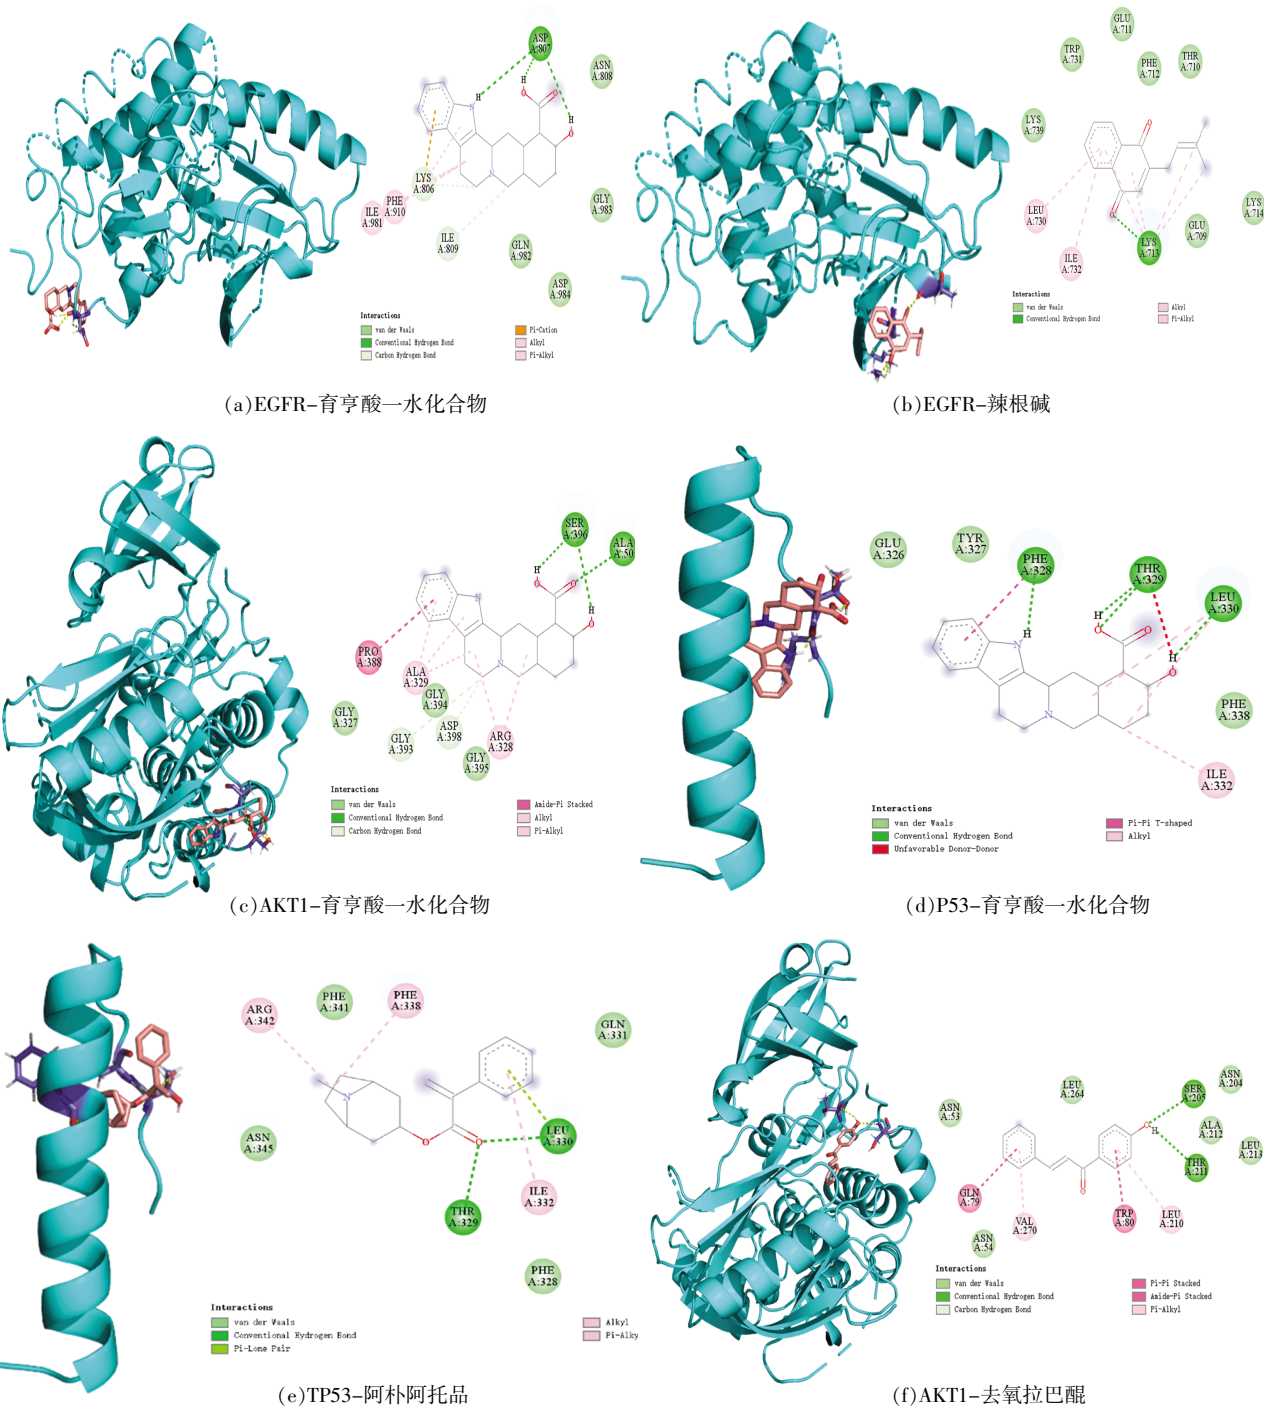 ASP
A:807
ASN
A:808
H
H
N
O
O
H
O
N
LYS
A:806
PHE
A:910
ILE
A:981
ILE
A:809
GLN
A:982
GLY
A:983
ASP
A:984
Interactions
van der Waals
Conventional Hydrogen Bond
Carbon Hydrogen Bond
Pi-Cation
Alkyl
Pi-Alkyl
(a)EGFR-育亨酸一水化合物
GLU
A:711
TRP
A:731
PHE
A:712
THR
A:710
LYS
A:739
O
O
LEU
A:730
LYS
A:714
GLU
A:709
LYS
A:713
ILE
A:732
Interactions
van der Waals
Conventional Hydrogen Bond
Alkyl
Pi-Alkyl
(b)EGFR-辣根碱
SER
A:396
ALA
A:50
H
N
O
O
H
O
N
PRO
A:388
ALA
A:329
GLY
A:394
GLY
A:327
GLY
A:393
ASP
A:398
ARG
A:328
GLY
A:395
Interactions
van der Waals
Conventional Hydrogen Bond
Carbon Hydrogen Bond
Amide-Pi Stacked
Alkyl
Pi-Alkyl
(c)AKT1-育亨酸一水化合物
GLU
A:326
TYR
A:327
PHE
A:328
THR
A:329
LEU
A:330
H
N
H
O
O
H
O
N
PHE
A:338
ILE
A:332
Interactions
van der Waals
Conventional Hydrogen Bond
Unfavorable Donor-Donor
Pi-Pi T-shaped
Alkyl
(d)P53-育亨酸一水化合物
ARG
A:342
PHE
A:341
PHE
A:338
GLN
A:331
N
O
O
ASN
A:345
LEU
A:330
ILE
A:332
THR
A:329
PHE
A:328
Interactions
van der Waals
Conventional Hydrogen Bond
Pi-Lone Pair
Alkyl
Pi-Alky
(e)TP53-阿朴阿托品
LEU
A:264
SER
A:205
ASN
A:204
ASN
A:53
O
H
O
ALA
A:212
LEU
A:213
THR
A:211
GLN
A:79
VAL
A:270
TRP
A:80
LEU
A:210
ASN
A:54
Interactions
van der Waals
Conventional Hydrogen Bond
Carbon Hydrogen Bond
Pi-Pi Stacked
Amide-Pi Stacked
Pi-Alkyl
(f)AKT1-去氧拉巴醌